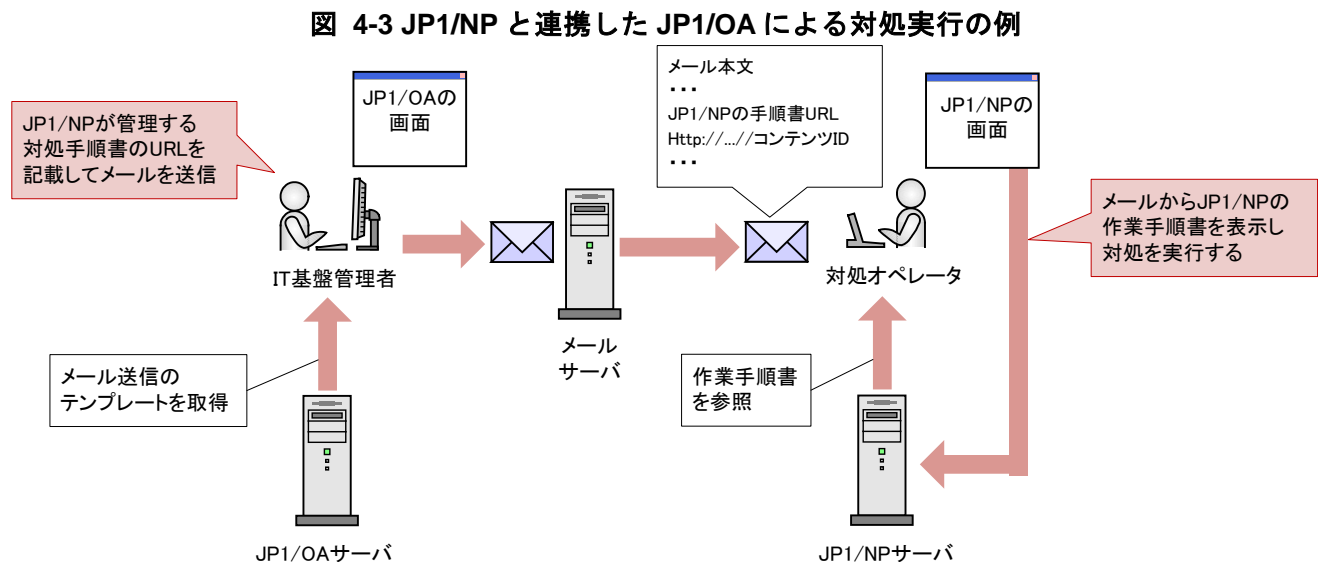 図 4-3 JP1/NP と連携した JP1/OA による対処実行の例
JP1/NPが管理する
対処手順書のURLを
記載してメールを送信
JP1/OAの
画面
メール本文
・・・
JP1/NPの手順書URL
Http://...//コンテンツID
・・・
JP1/NPの
画面
メールからJP1/NPの
作業手順書を表示し
対処を実行する
IT基盤管理者
対処オペレータ
メール
サーバ
メール送信の
テンプレートを取得
作業手順書
を参照
JP1/OAサーバ
JP1/NPサーバ